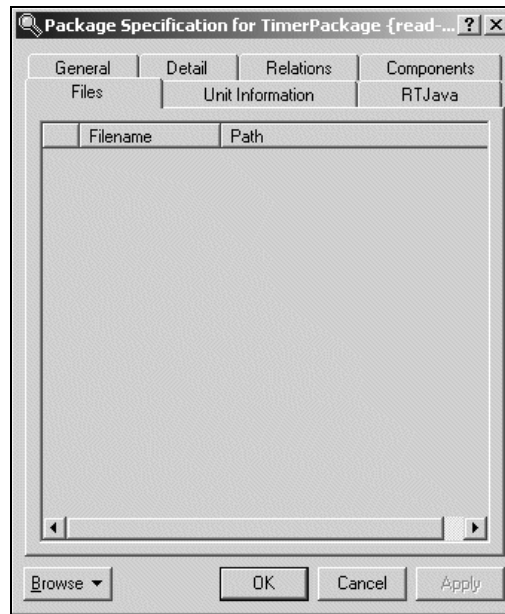 Package Specification for TimerPackage {read-... ? ×
General Detail Relations Components
Files Unit Information RTJava
Filename Path
Browse OK Cancel Apply